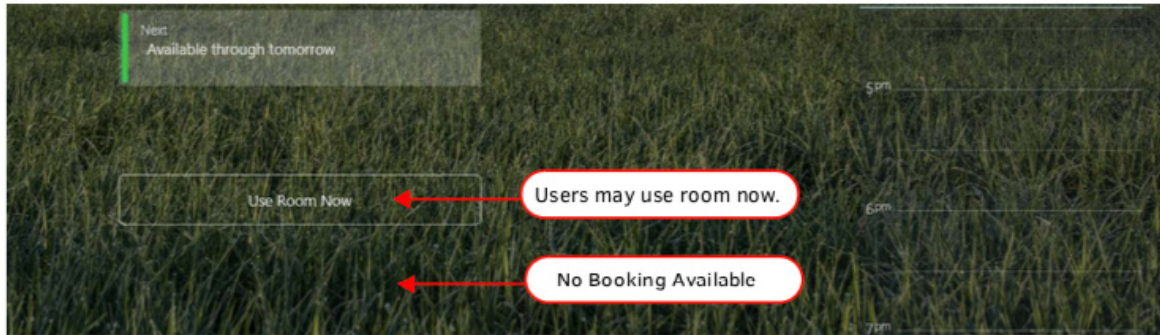 Next
Available through tomorrow
5pm
Use Room Now
Users may use room now.
6pm
No Booking Available
7pm